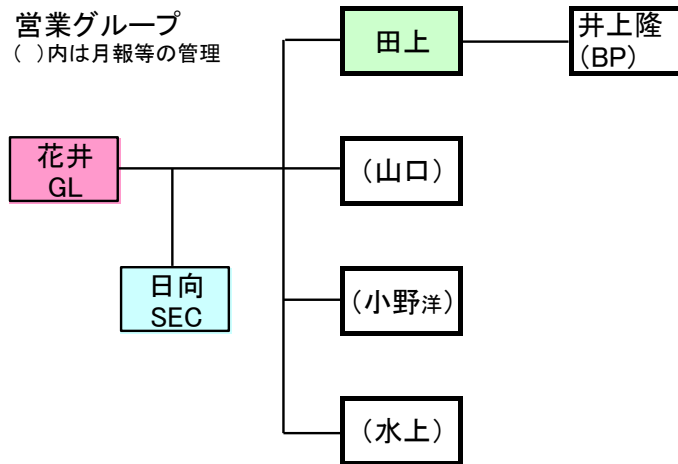 営業グループ
（ ）内は月報等の管理
田上
井上隆
(BP)
花井
GL
（山口）
日向
SEC
（小野洋）
（水上）